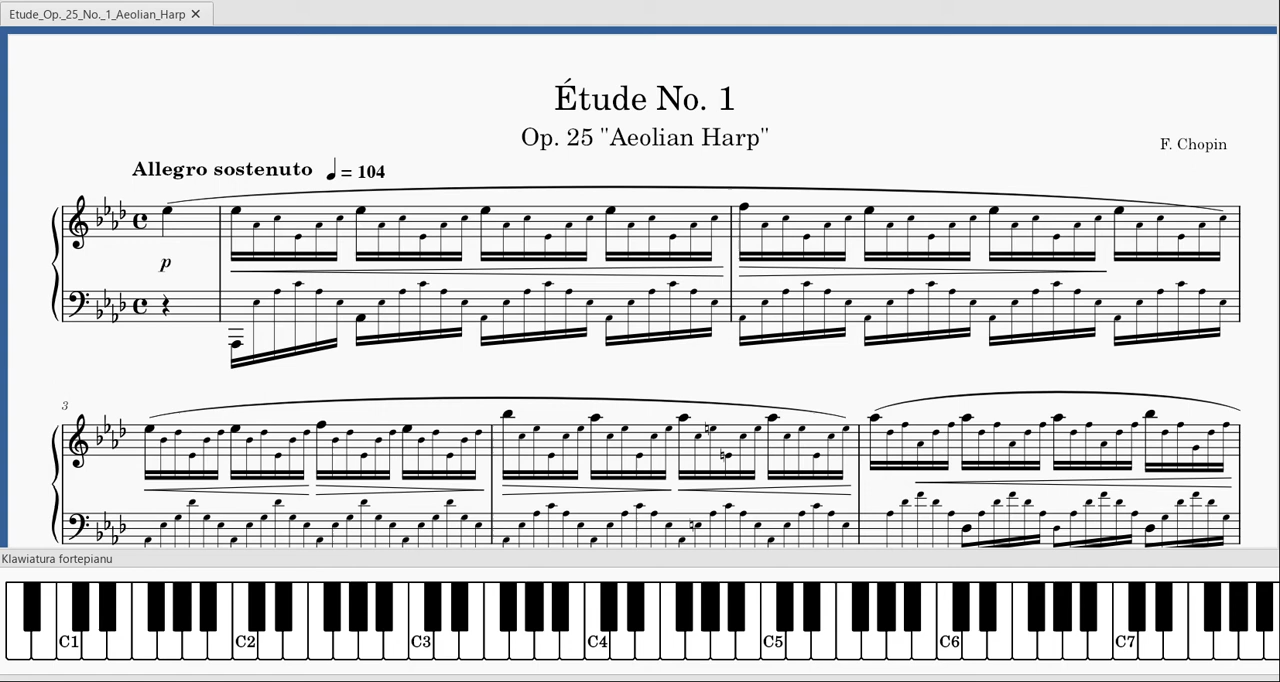 Etude_Op._25_No._1_Aeolian_Harp ✕
Étude No. 1
Op. 25 "Aeolian Harp"
F. Chopin
Allegro sostenuto ♩ = 104
p
3
Klawiatura fortepianu
C1 C2 C3 C4 C5 C6 C7